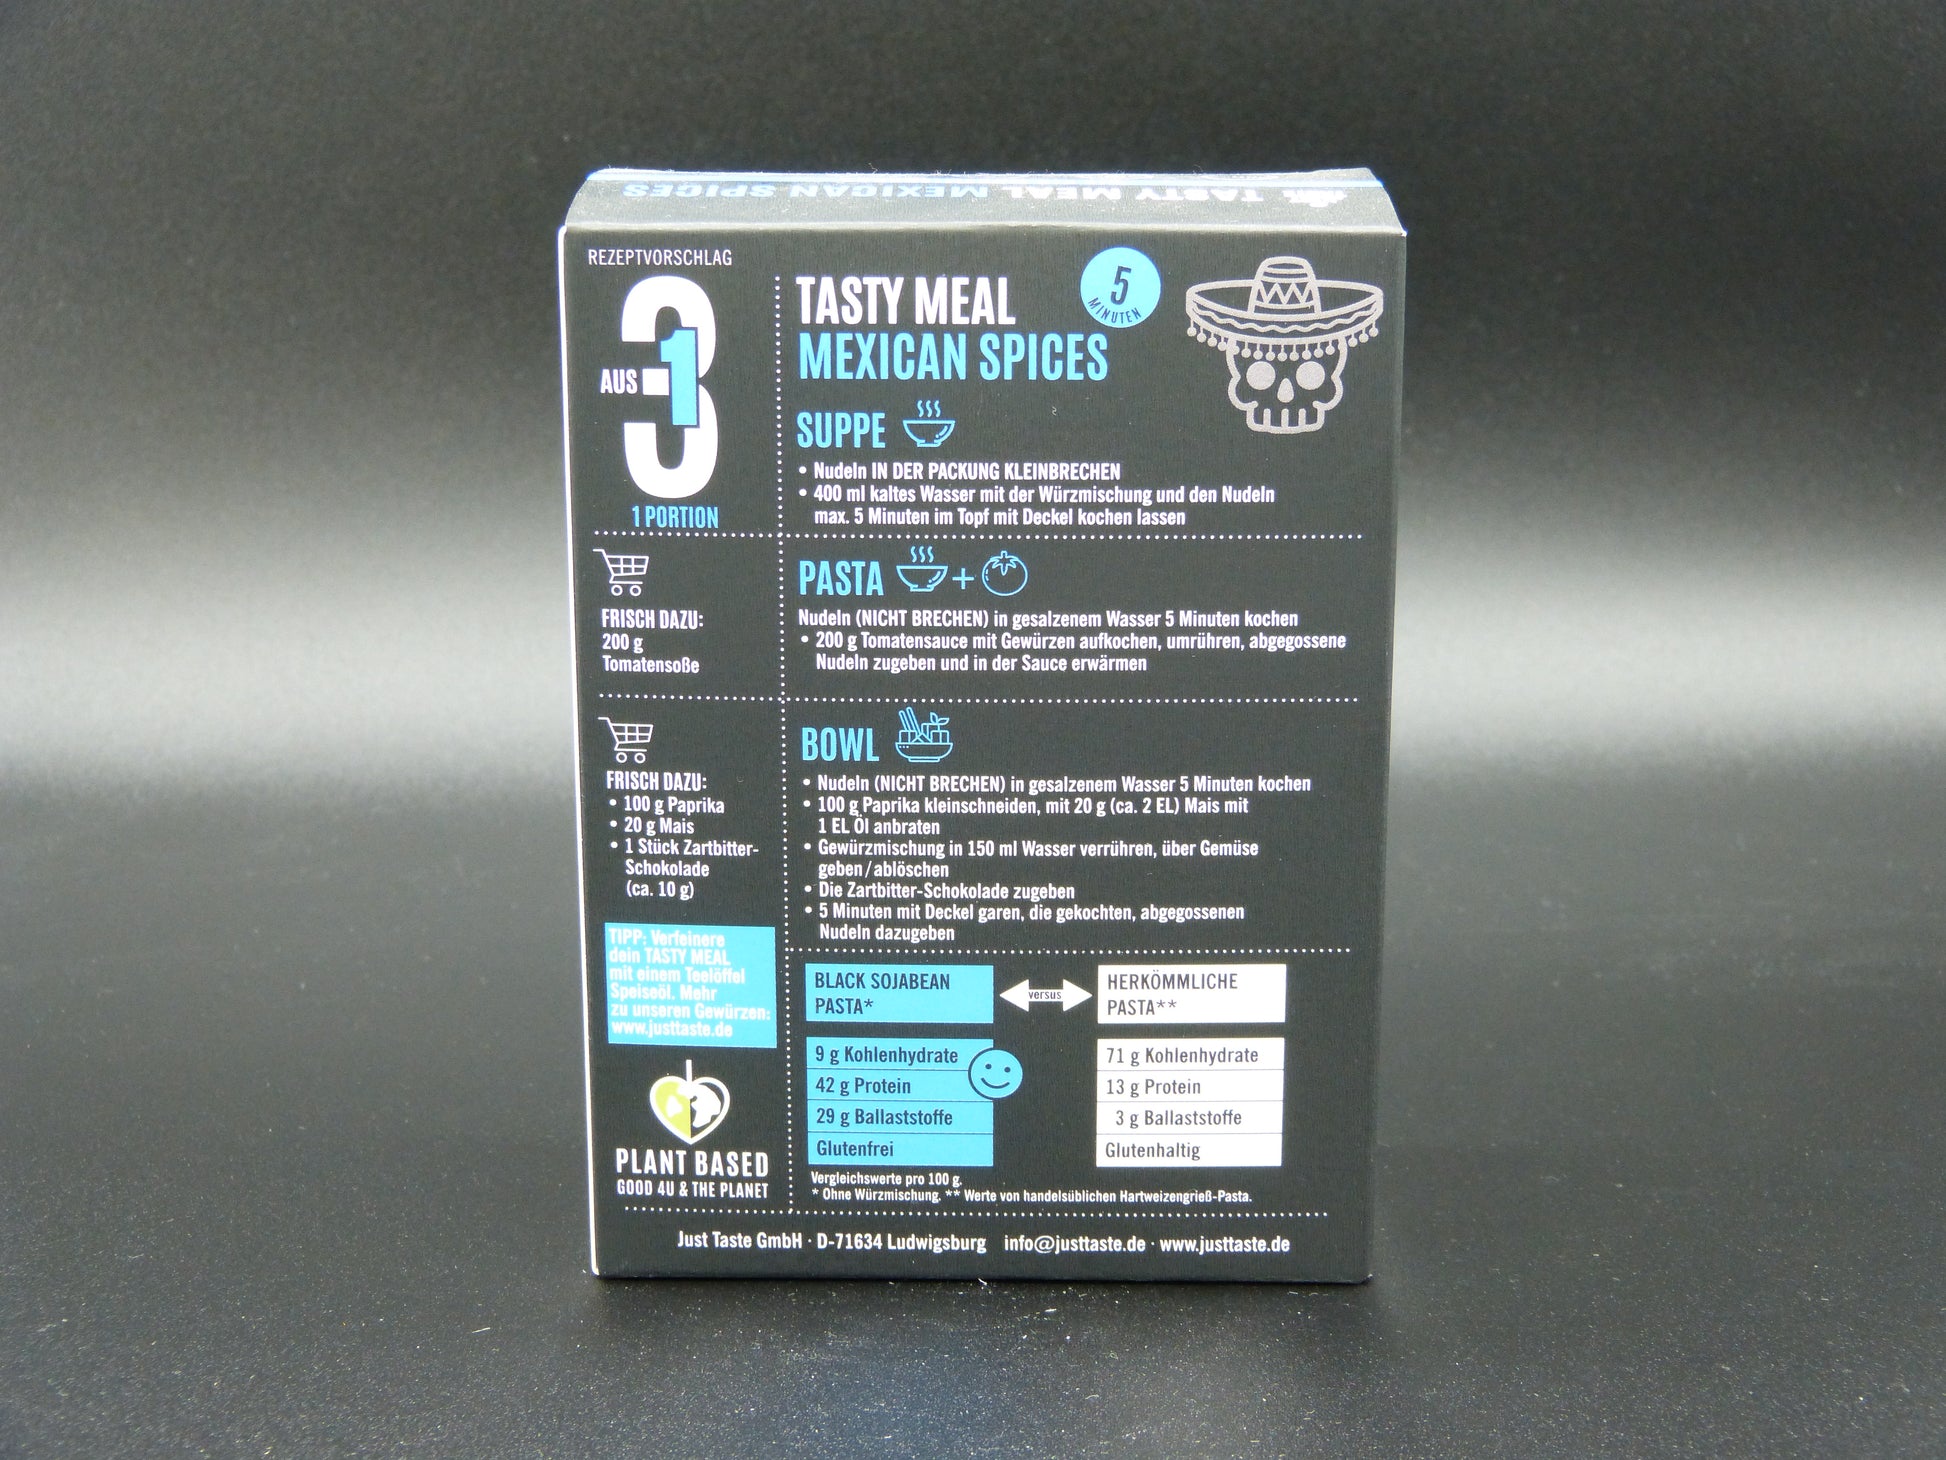 TASTY MEAL MEXICAN SPICES
REZEPTVORSCHLAG
3
AUS 1
1 PORTION
TASTY MEAL
MEXICAN SPICES
5
MINUTEN
SUPPE
• Nudeln IN DER PACKUNG KLEINBRECHEN
• 400 ml kaltes Wasser mit der Würzmischung und den Nudeln
max. 5 Minuten im Topf mit Deckel kochen lassen
FRISCH DAZU:
200 g
Tomatensoße
PASTA +
Nudeln (NICHT BRECHEN) in gesalzenem Wasser 5 Minuten kochen
• 200 g Tomatensauce mit Gewürzen aufkochen, umrühren, abgegossene
Nudeln zugeben und in der Sauce erwärmen
FRISCH DAZU:
• 100 g Paprika
• 20 g Mais
• 1 Stück Zartbitter-
Schokolade
(ca. 10 g)
BOWL
• Nudeln (NICHT BRECHEN) in gesalzenem Wasser 5 Minuten kochen
• 100 g Paprika kleinschneiden, mit 20 g (ca. 2 EL) Mais mit
1 EL Öl anbraten
• Gewürzmischung in 150 ml Wasser verrühren, über Gemüse
geben/ablöschen
• Die Zartbitter-Schokolade zugeben
• 5 Minuten mit Deckel garen, die gekochten, abgegossenen
Nudeln dazugeben
TIPP: Verfeinere
dein TASTY MEAL
mit einem Teelöffel
Speiseöl. Mehr
zu unseren Gewürzen:
www.justtaste.de
PLANT BASED
GOOD 4U & THE PLANET
BLACK SOJABEAN
PASTA*
versus
HERKÖMMLICHE
PASTA**
9 g Kohlenhydrate
42 g Protein
29 g Ballaststoffe
Glutenfrei
71 g Kohlenhydrate
13 g Protein
3 g Ballaststoffe
Glutenhaltig
Vergleichswerte pro 100 g.
* Ohne Würzmischung. ** Werte von handelsüblichen Hartweizengrieß-Pasta.
Just Taste GmbH · D-71634 Ludwigsburg info@justtaste.de · www.justtaste.de